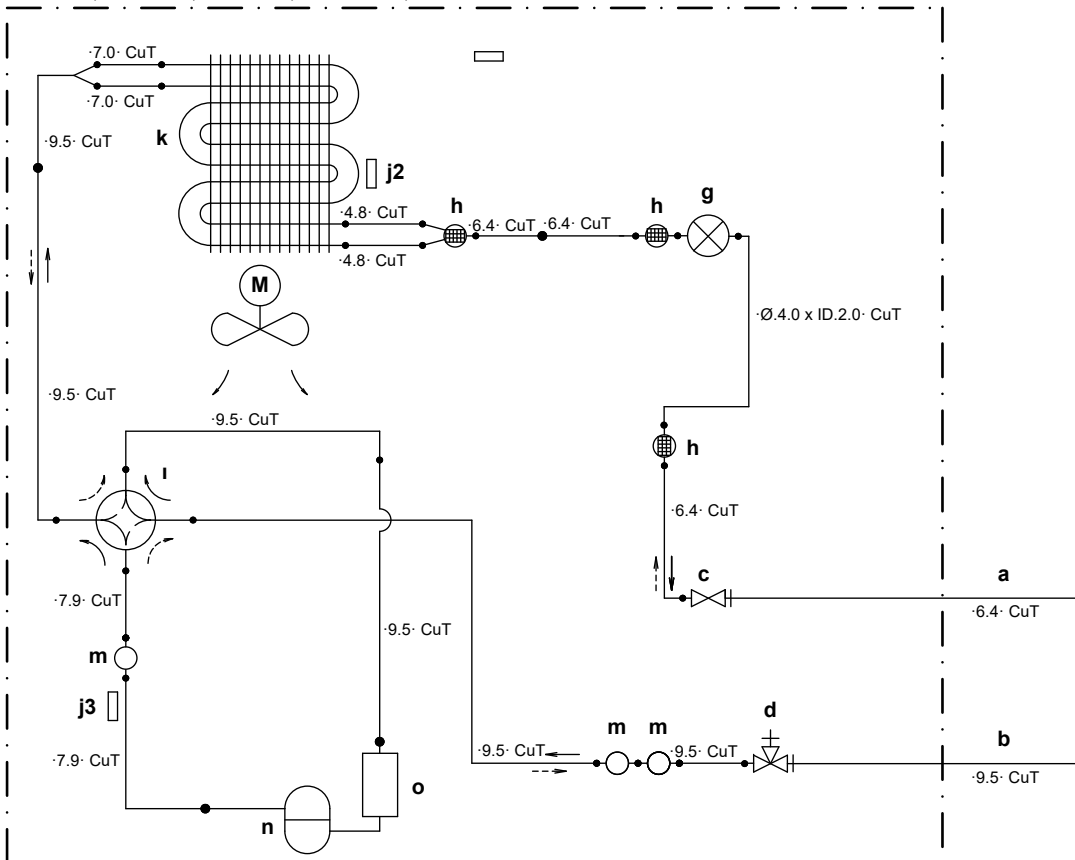 ·7.0· CuT
·7.0· CuT
k
·9.5· CuT
j2
·4.8· CuT
h
·6.4· CuT
·6.4· CuT
h
g
·4.8· CuT
M
·Ø.4.0 x ID.2.0· CuT
·9.5· CuT
·9.5· CuT
h
·6.4· CuT
c
a
·6.4· CuT
·7.9· CuT
m
·9.5· CuT
j3
·7.9· CuT
m
m
d
b
·9.5· CuT
·9.5· CuT
·9.5· CuT
o
n